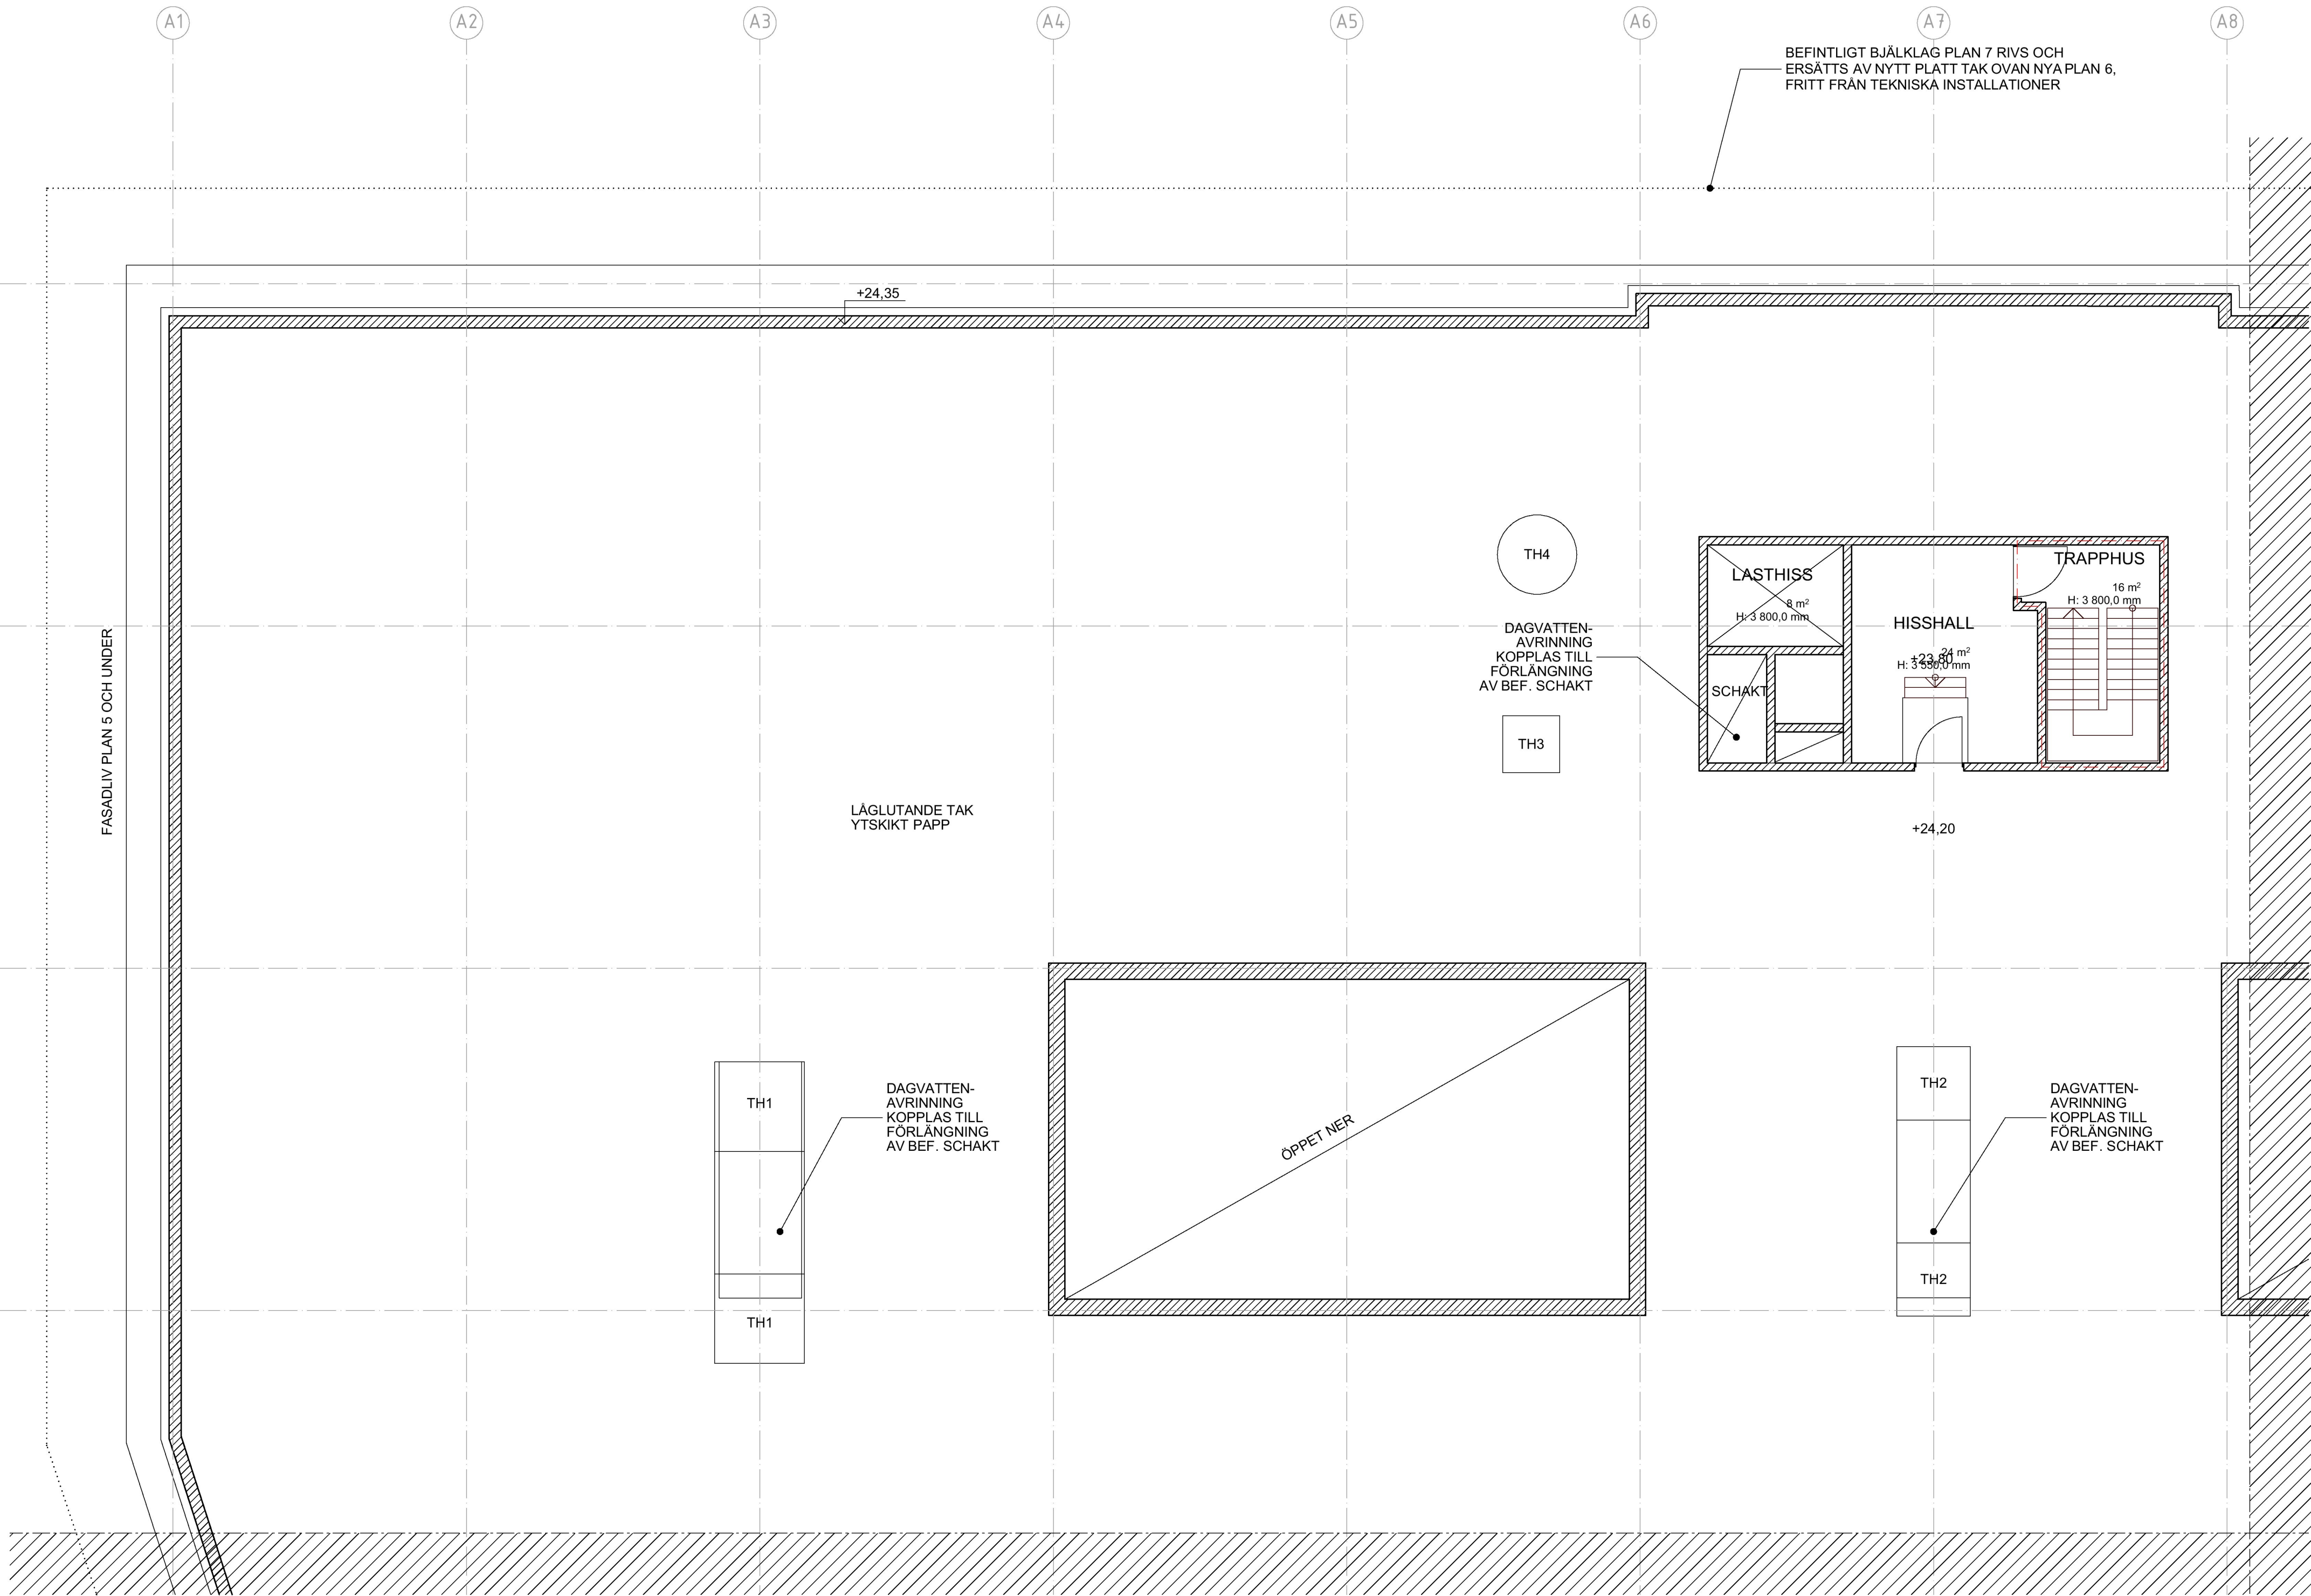 A1 A2 A3 A4 A5 A6 A7 A8
BEFINTLIGT BJÄLKLAG PLAN 7 RIVS OCH
ERSÄTTS AV NYTT PLATT TAK OVAN NYA PLAN 6,
FRITT FRÅN TEKNISKA INSTALLATIONER
+24,35
FASADLIV PLAN 5 OCH UNDER
TH4
DAGVATTEN-
AVRINNING
KOPPLAS TILL
FÖRLÄNGNING
AV BEF. SCHAKT
TH3
LASTHISS
8 m²
H: 3 800,0 mm
SCHAKT
HISSHALL
24 m²
+23,80
H: 3 550,0 mm
TRAPPHUS
16 m²
H: 3 800,0 mm
LÅGLUTANDE TAK
YTSKIKT PAPP
+24,20
TH1
DAGVATTEN-
AVRINNING
KOPPLAS TILL
FÖRLÄNGNING
AV BEF. SCHAKT
TH1
ÖPPET NER
TH2
DAGVATTEN-
AVRINNING
KOPPLAS TILL
FÖRLÄNGNING
AV BEF. SCHAKT
TH2